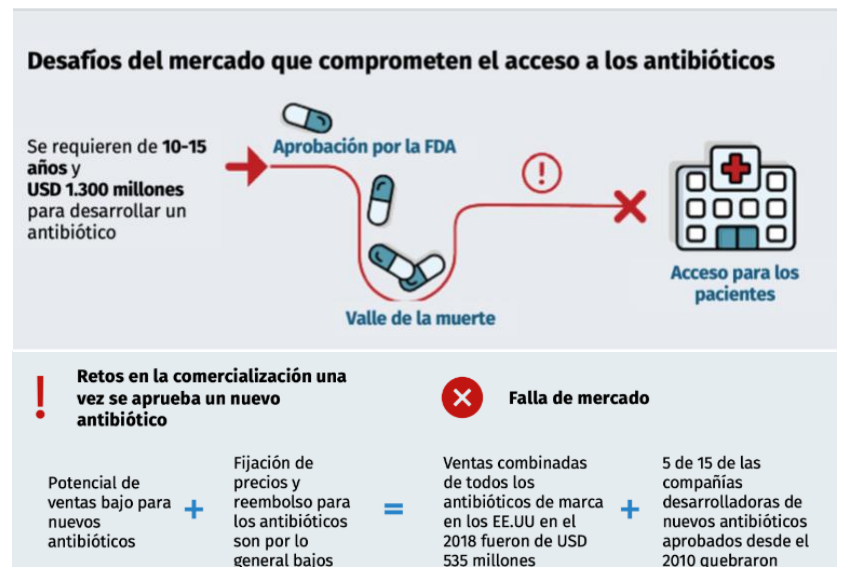 Desafíos del mercado que comprometen el acceso a los antibióticos
Se requieren de 10-15
años y
USD 1.300 millones
para desarrollar un
antibiótico
Aprobación por la FDA
Valle de la muerte
Acceso para los
pacientes
Retos en la comercialización una
vez se aprueba un nuevo
antibiótico
Potencial de
ventas bajo para
nuevos
antibióticos
+
Fijación de
precios y
reembolso para
los antibióticos
son por lo
general bajos
=
Falla de mercado
Ventas combinadas
de todos los
antibióticos de marca
en los EE.UU en el
2018 fueron de USD
535 millones
+
5 de 15 de las
compañías
desarrolladoras de
nuevos antibióticos
aprobados desde el
2010 quebraron